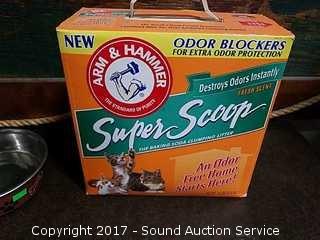 NEW
ODOR BLOCKERS
FOR EXTRA ODOR PROTECTION
ARM & HAMMER
THE STANDARD OF PURITY
Destroys Odors Instantly
FRESH SCENT
Super Scoop
THE BAKING SODA CLUMPING LITTER
An Odor
Free Home
Starts Here!
Copyright 2017 - Sound Auction Service